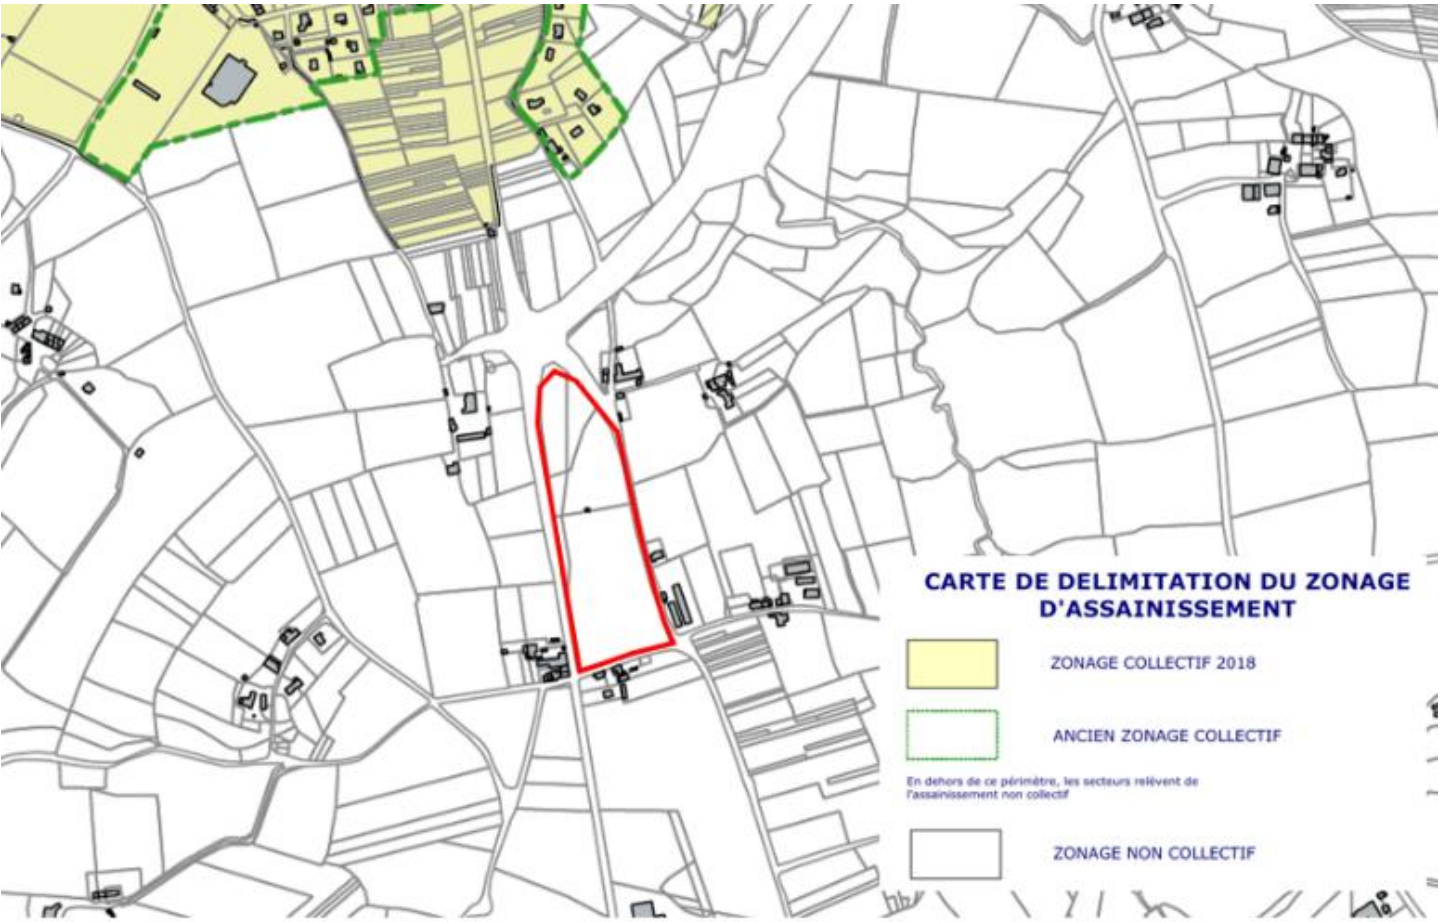 CARTE DE DELIMITATION DU ZONAGE
D'ASSAINISSEMENT
ZONAGE COLLECTIF 2018
ANCIEN ZONAGE COLLECTIF
En dehors de ce périmètre, les secteurs relèvent de
l'assainissement non collectif
ZONAGE NON COLLECTIF